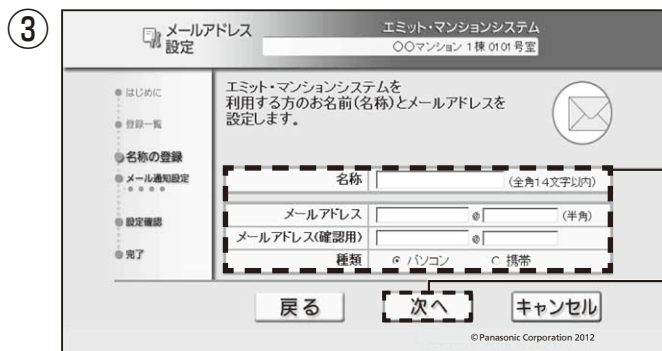 ③
メールアドレス
設定
エミット・マンションシステム
〇〇マンション 1棟 0101号室
はじめに
登録一覧
名称の登録
メール通知設定
設定確認
完了
エミット・マンションシステムを
利用する方のお名前(名称)とメールアドレスを
設定します。
名称 (全角14文字以内)
メールアドレス @ (半角)
メールアドレス(確認用) @
種類 パソコン 携帯
戻る 次へ キャンセル
©Panasonic Corporation 2012